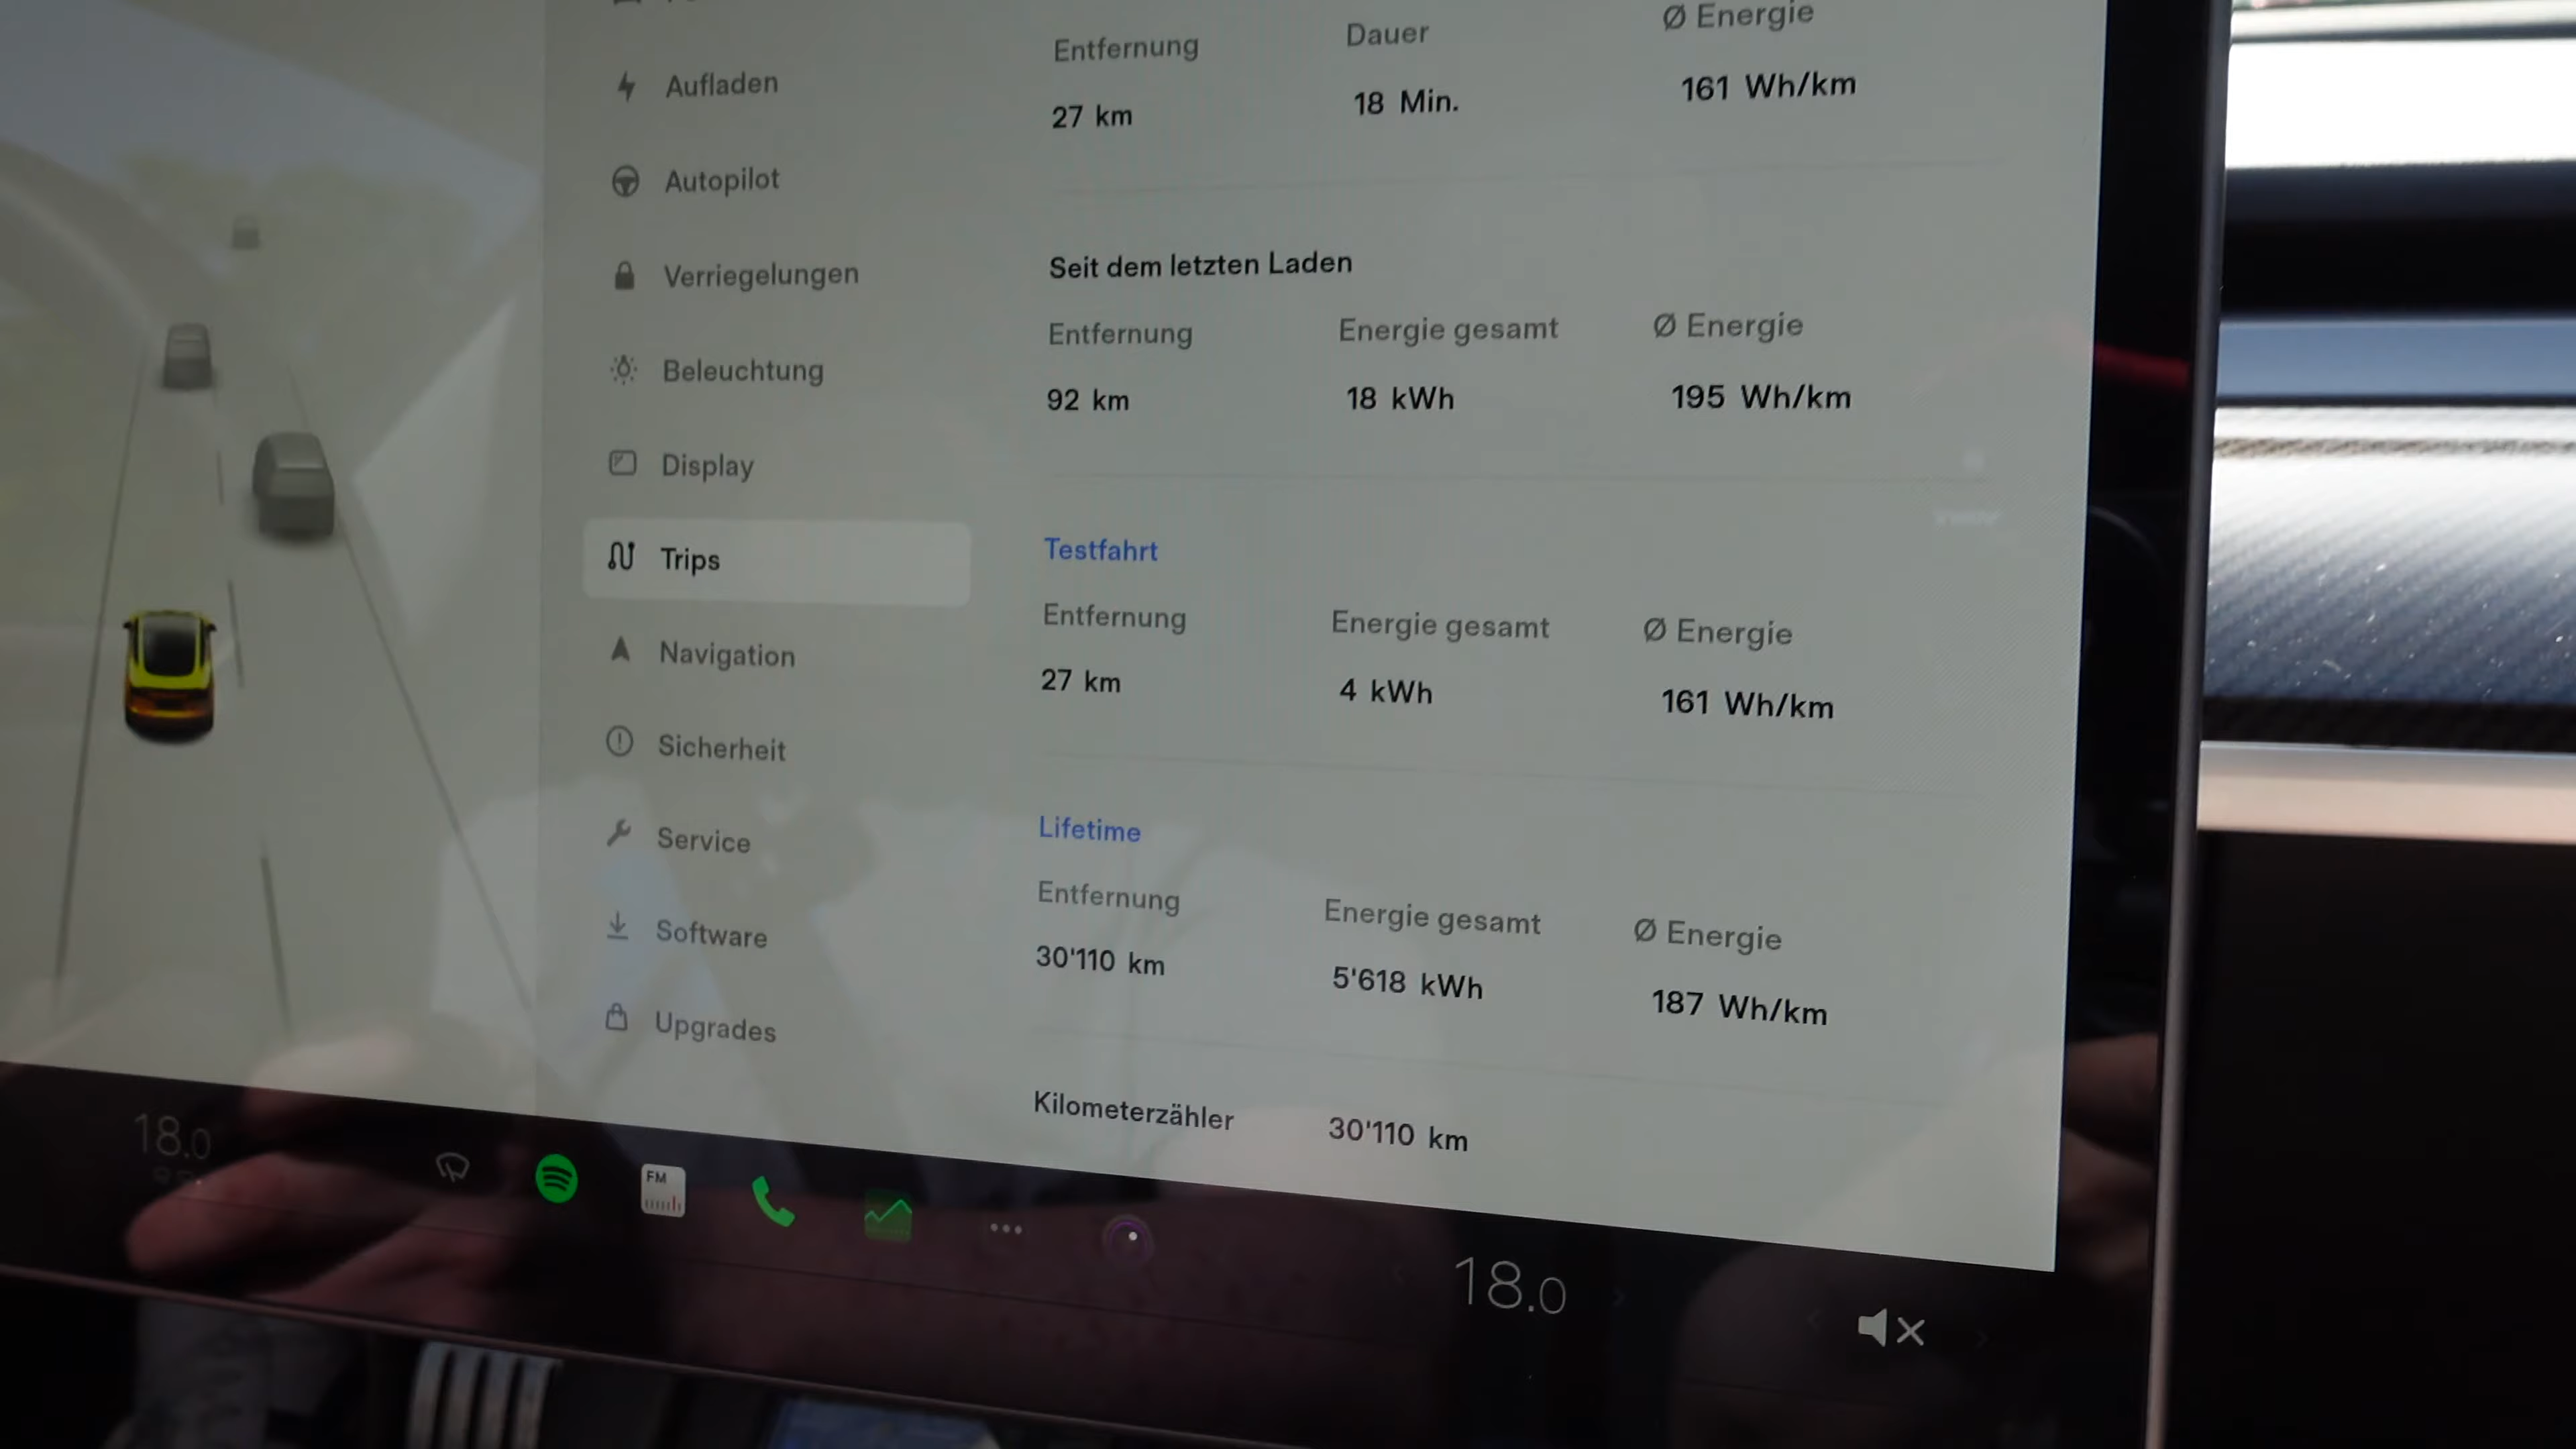 Aufladen
Autopilot
Verriegelungen
Beleuchtung
Display
Trips
Navigation
Sicherheit
Service
Software
Upgrades
Entfernung Dauer Ø Energie
27 km 18 Min. 161 Wh/km
Seit dem letzten Laden
Entfernung Energie gesamt Ø Energie
92 km 18 kWh 195 Wh/km
Testfahrt
Entfernung Energie gesamt Ø Energie
27 km 4 kWh 161 Wh/km
Lifetime
Entfernung Energie gesamt Ø Energie
30'110 km 5'618 kWh 187 Wh/km
Kilometerzähler 30'110 km
18.0
FM
18.0